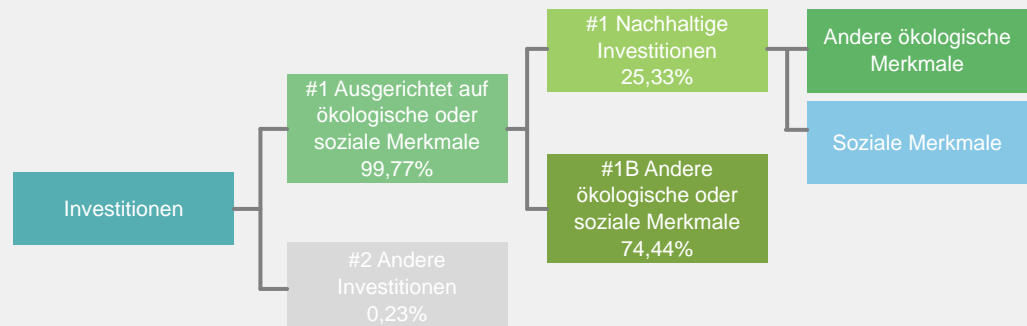 Investitionen
#1 Ausgerichtet auf
ökologische oder
soziale Merkmale
99,77%
#2 Andere
Investitionen
0,23%
#1 Nachhaltige
Investitionen
25,33%
#1B Andere
ökologische oder
soziale Merkmale
74,44%
Andere ökologische
Merkmale
Soziale Merkmale